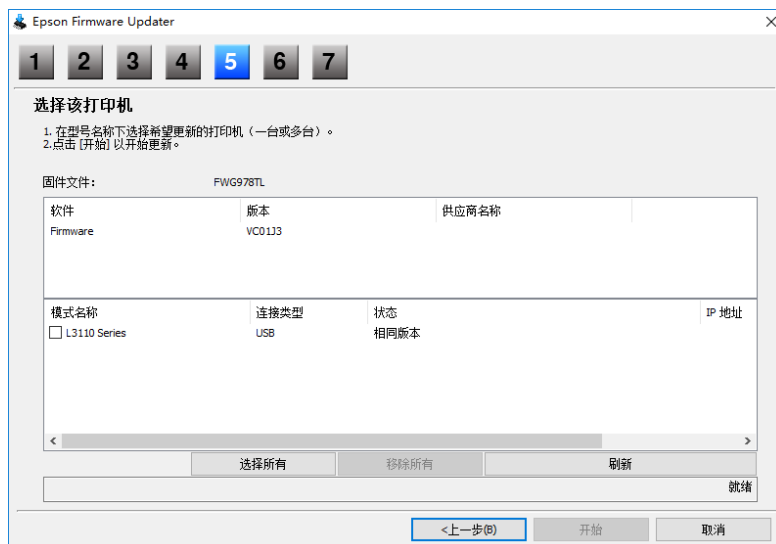 Epson Firmware Updater
1 2 3 4 5 6 7
选择该打印机
1. 在型号名称下选择希望更新的打印机（一台或多台）。
2.点击 [开始] 以开始更新。
固件文件： FWG978TL
软件 版本 供应商名称
Firmware VC01J3
模式名称 连接类型 状态 IP 地址
L3110 Series USB 相同版本
选择所有 移除所有 刷新
就绪
<上一步(B) 开始 取消